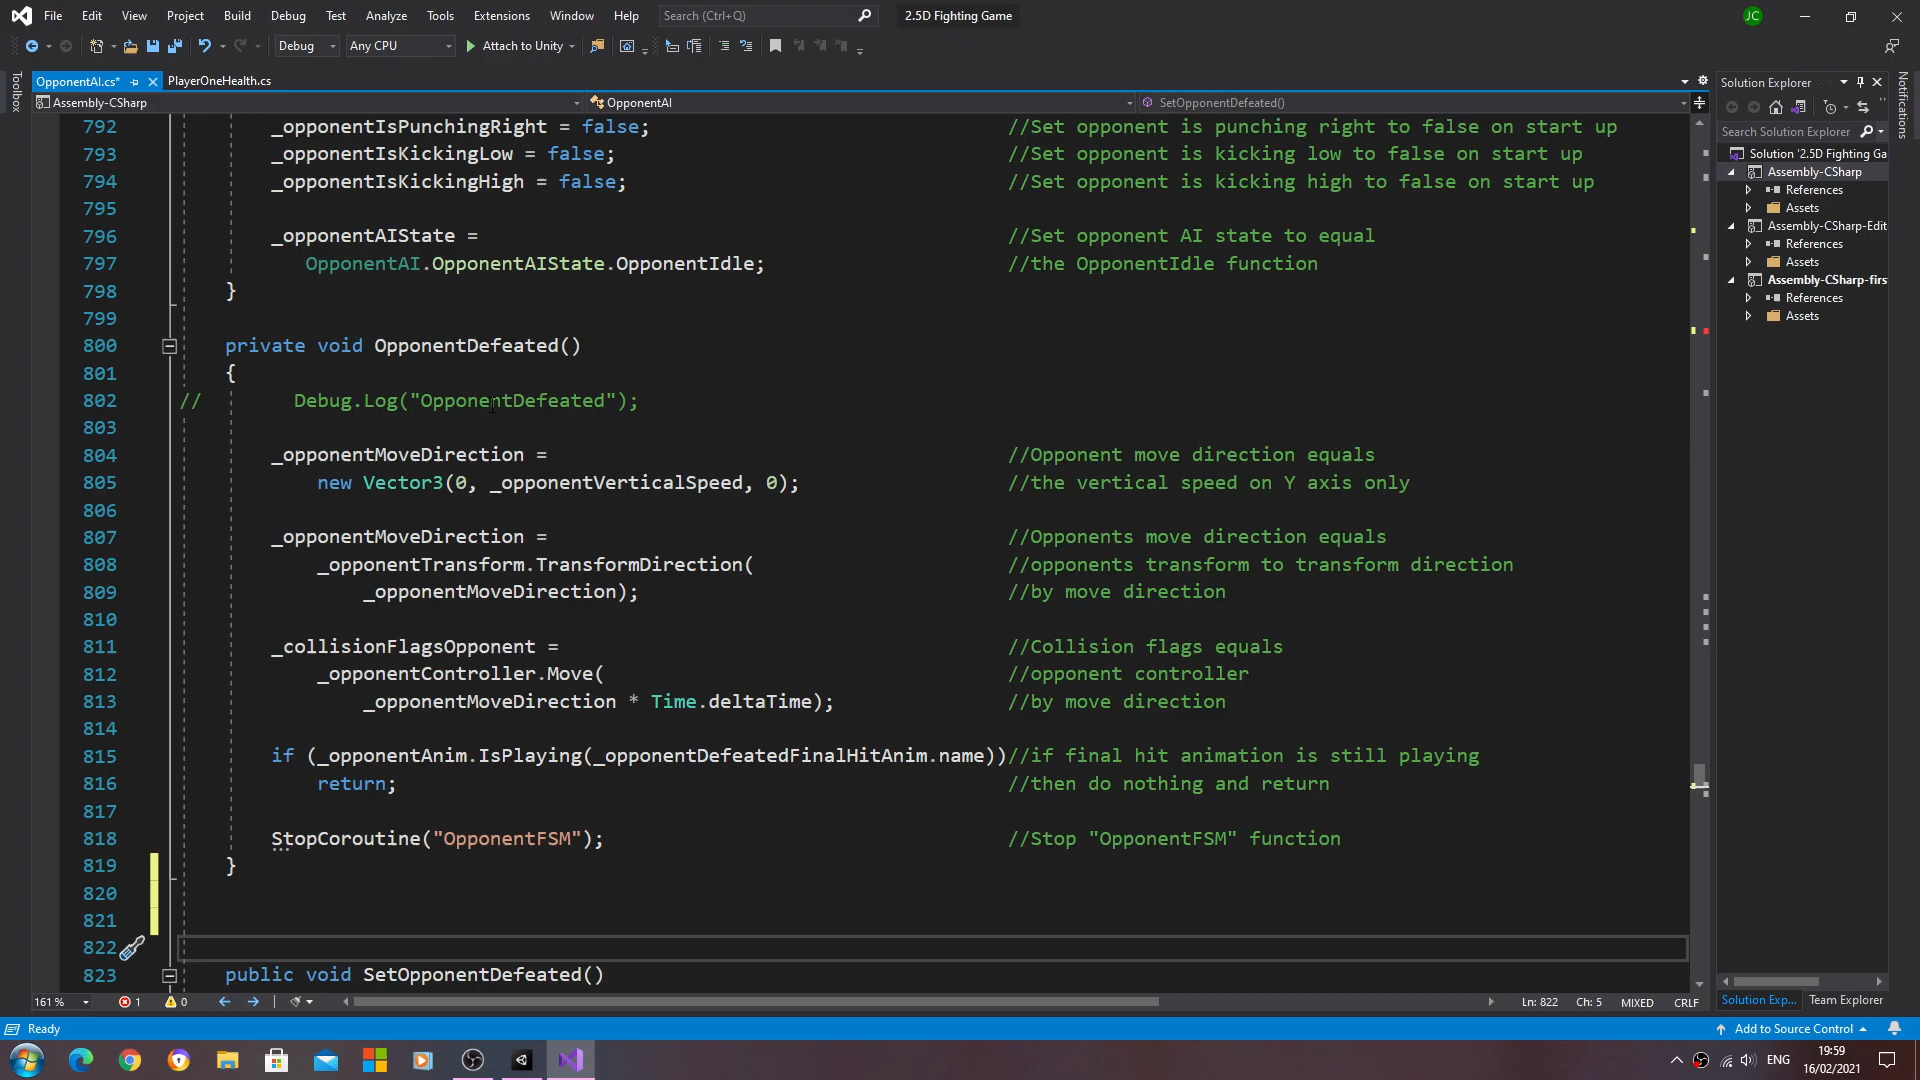 File Edit View Project Build Debug Test Analyze Tools Extensions Window Help Search (Ctrl+Q) 2.5D Fighting Game JC
Debug Any CPU Attach to Unity
OpponentAI.cs* PlayerOneHealth.cs
Assembly-CSharp OpponentAI SetOpponentDefeated()
Toolbox
792 _opponentIsPunchingRight = false; //Set opponent is punching right to false on start up
793 _opponentIsKickingLow = false; //Set opponent is kicking low to false on start up
794 _opponentIsKickingHigh = false; //Set opponent is kicking high to false on start up
795
796 _opponentAIState = //Set opponent AI state to equal
797 OpponentAI.OpponentAIState.OpponentIdle; //the OpponentIdle function
798 }
799
800 private void OpponentDefeated()
801 {
802 // Debug.Log("OpponentDefeated");
803
804 _opponentMoveDirection = //Opponent move direction equals
805 new Vector3(0, _opponentVerticalSpeed, 0); //the vertical speed on Y axis only
806
807 _opponentMoveDirection = //Opponents move direction equals
808 _opponentTransform.TransformDirection( //opponents transform to transform direction
809 _opponentMoveDirection); //by move direction
810
811 _collisionFlagsOpponent = //Collision flags equals
812 _opponentController.Move( //opponent controller
813 _opponentMoveDirection * Time.deltaTime); //by move direction
814
815 if (_opponentAnim.IsPlaying(_opponentDefeatedFinalHitAnim.name))//if final hit animation is still playing
816 return; //then do nothing and return
817
818 StopCoroutine("OpponentFSM"); //Stop "OpponentFSM" function
819 }
820
821
822
823 public void SetOpponentDefeated()
161 % 1 0 Ln: 822 Ch: 5 MIXED CRLF
Solution Explorer
Search Solution Explorer
Solution '2.5D Fighting Ga
Assembly-CSharp
References
Assets
Assembly-CSharp-Edit
References
Assets
Assembly-CSharp-firs
References
Assets
Solution Exp... Team Explorer
Notifications
Ready Add to Source Control
ENG 19:59
16/02/2021